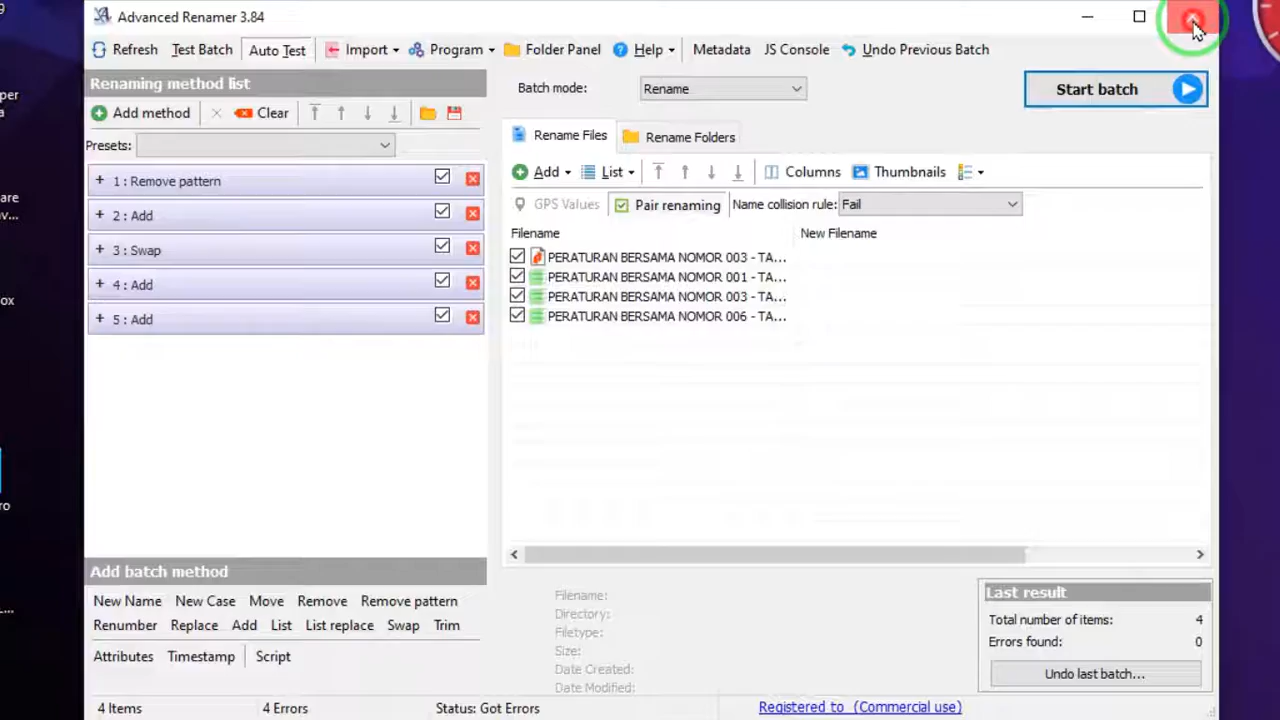 Advanced Renamer 3.84
Refresh Test Batch Auto Test Import Program Folder Panel Help Metadata JS Console Undo Previous Batch
Renaming method list
Add method Clear
Presets:
1 : Remove pattern
2 : Add
3 : Swap
4 : Add
5 : Add
Add batch method
New Name New Case Move Remove Remove pattern
Renumber Replace Add List List replace Swap Trim
Attributes Timestamp Script
Batch mode: Rename Start batch
Rename Files Rename Folders
Add List Columns Thumbnails
GPS Values Pair renaming Name collision rule: Fail
Filename New Filename
PERATURAN BERSAMA NOMOR 003 - TA...
PERATURAN BERSAMA NOMOR 001 - TA...
PERATURAN BERSAMA NOMOR 003 - TA...
PERATURAN BERSAMA NOMOR 006 - TA...
Filename:
Directory:
Filetype:
Size:
Date Created:
Date Modified:
Last result
Total number of items: 4
Errors found: 0
Undo last batch...
4 Items 4 Errors Status: Got Errors Registered to (Commercial use)